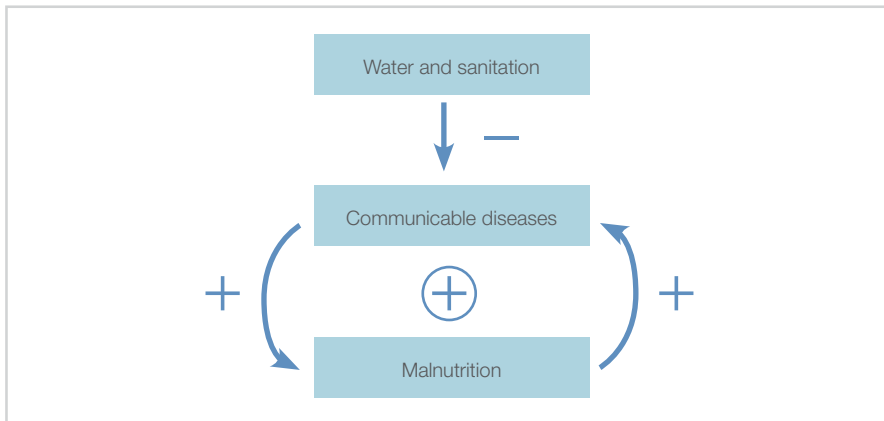 Water and sanitation
−
Communicable diseases
+
+
+
Malnutrition